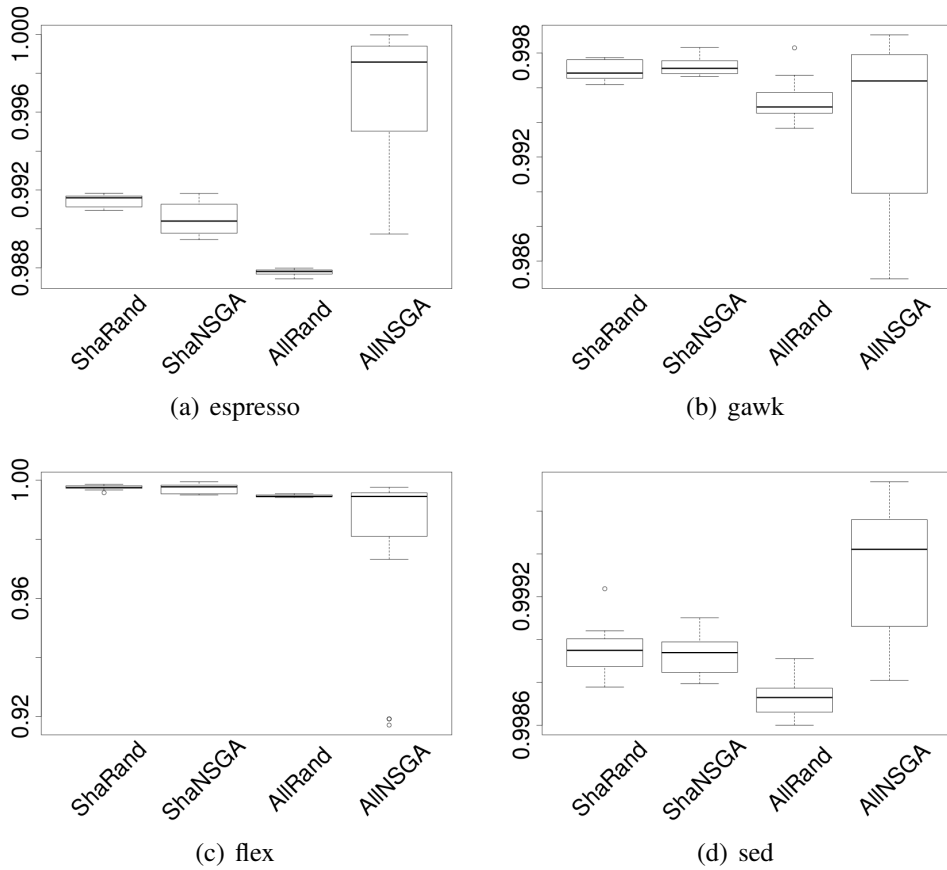 1.000
0.996
0.992
0.988
ShaRand
ShaNSGA
AllRand
AllNSGA
(a) espresso
0.998
0.992
0.986
ShaRand
ShaNSGA
AllRand
AllNSGA
(b) gawk
1.00
0.96
0.92
ShaRand
ShaNSGA
AllRand
AllNSGA
(c) flex
0.9992
0.9986
ShaRand
ShaNSGA
AllRand
AllNSGA
(d) sed